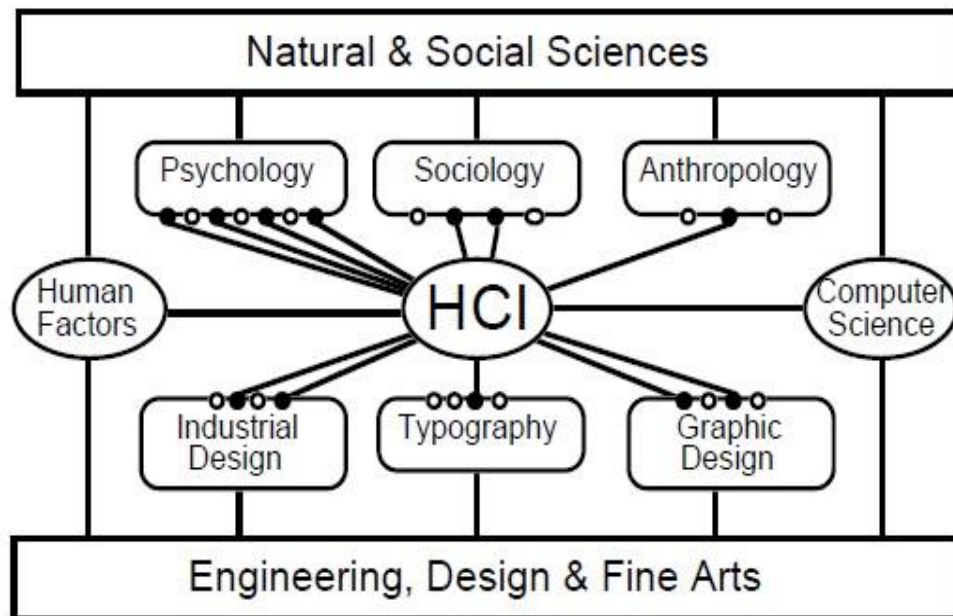 Natural & Social Sciences
Psychology
Sociology
Anthropology
Human
Factors
HCI
Computer
Science
Industrial
Design
Typography
Graphic
Design
Engineering, Design & Fine Arts